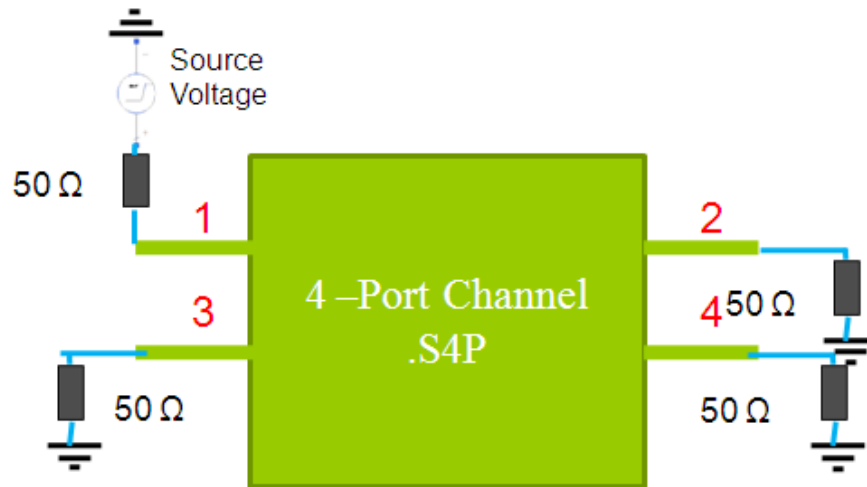 Source
Voltage
50 Ω
1
2
4 –Port Channel
.S4P
3
4
50 Ω
50 Ω
50 Ω